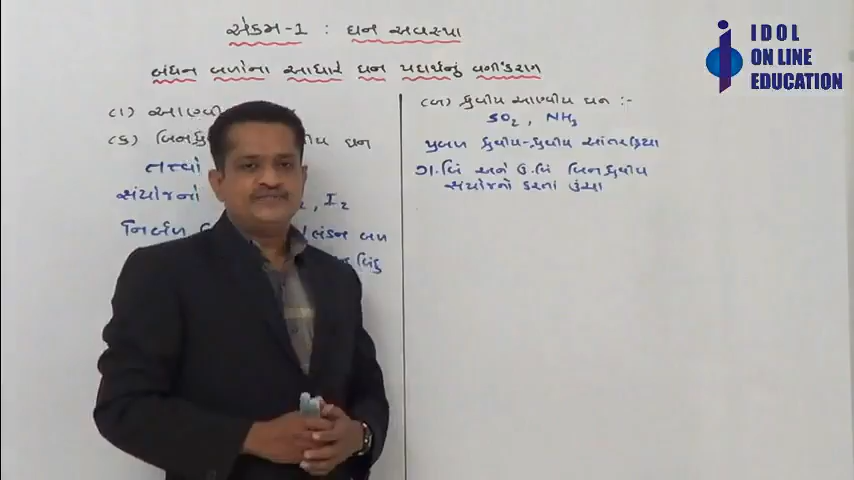 એકમ-1 : ઘન અવસ્થા
બંધન બળોના આધારે ઘન પદાર્થનું વર્ગીકરણ
(૧) આણ્વી
(ક) બિનધ્રુ ીય ઘન
તત્ત્વો
સંયોજનો , I2
નિર્બળ લંડન બળ
બિંદુ
(બ) ધ્રુવીય આણ્વીય ઘન :-
SO2 , NH3
પ્રબળ ધ્રુવીય-ધ્રુવીય આંતરક્રિયા
ગ.બિં અને ઉ.બિં બિનધ્રુવીય
સંયોજનો કરતાં ઉંચા
IDOL
ON LINE
EDUCATION